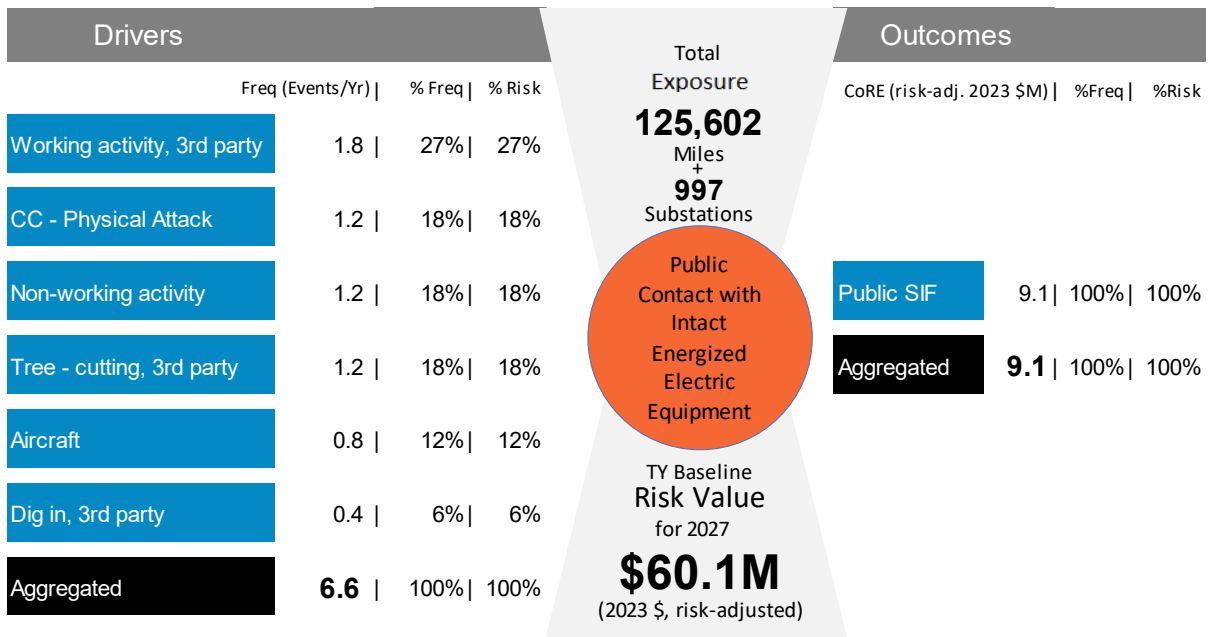 Drivers
Freq (Events/Yr) | % Freq | % Risk
Working activity, 3rd party 1.8 | 27% | 27%
CC - Physical Attack 1.2 | 18% | 18%
Non-working activity 1.2 | 18% | 18%
Tree - cutting, 3rd party 1.2 | 18% | 18%
Aircraft 0.8 | 12% | 12%
Dig in, 3rd party 0.4 | 6% | 6%
Aggregated 6.6 | 100% | 100%
Total
Exposure
125,602
Miles
+
997
Substations
Public
Contact with
Intact
Energized
Electric
Equipment
TY Baseline
Risk Value
for 2027
$60.1M
(2023 $, risk-adjusted)
Outcomes
CoRE (risk-adj. 2023 $M) | %Freq | %Risk
Public SIF 9.1 | 100% | 100%
Aggregated 9.1 | 100% | 100%